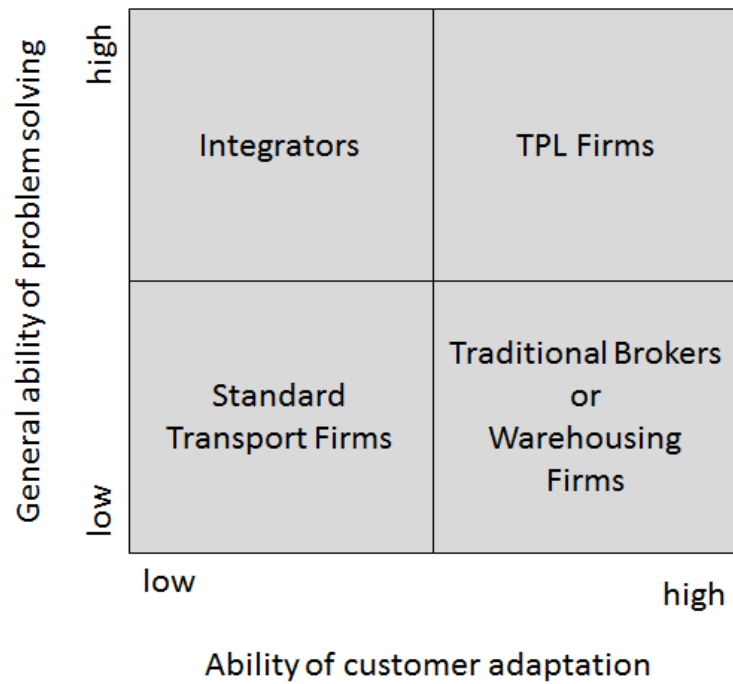 General ability of problem solving
high
low
Integrators
TPL Firms
Standard
Transport Firms
Traditional Brokers
or
Warehousing
Firms
low
high
Ability of customer adaptation